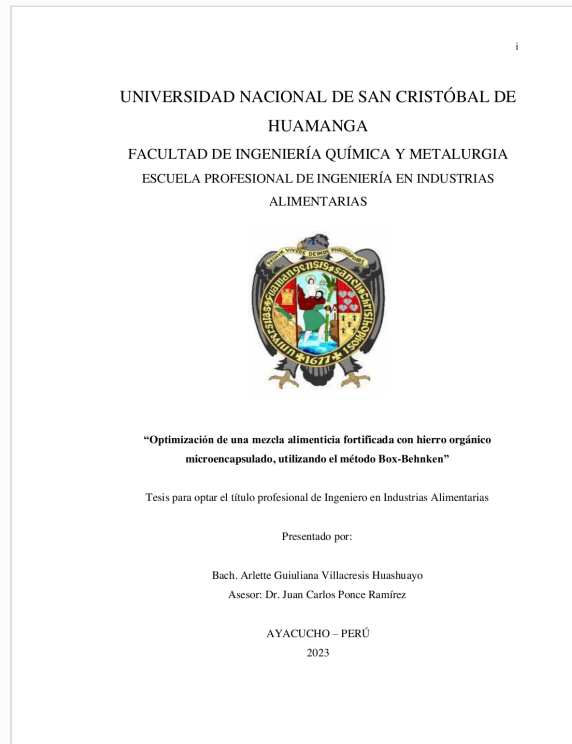 i
UNIVERSIDAD NACIONAL DE SAN CRISTÓBAL DE
HUAMANGA
FACULTAD DE INGENIERÍA QUÍMICA Y METALURGIA
ESCUELA PROFESIONAL DE INGENIERÍA EN INDUSTRIAS
ALIMENTARIAS
1677
“Optimización de una mezcla alimenticia fortificada con hierro orgánico
microencapsulado, utilizando el método Box-Behnken”
Tesis para optar el título profesional de Ingeniero en Industrias Alimentarias
Presentado por:
Bach. Arlette Guiuliana Villacresis Huashuayo
Asesor: Dr. Juan Carlos Ponce Ramírez
AYACUCHO – PERÚ
2023